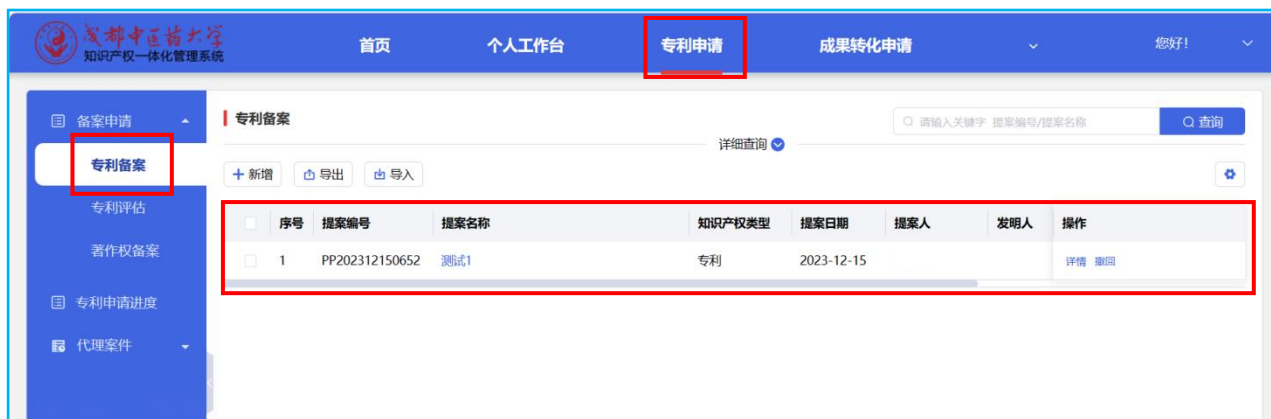 成都中医药大学
知识产权一体化管理系统
首页
个人工作台
专利申请
成果转化申请
您好!
备案申请
专利备案
专利评估
著作权备案
专利申请进度
代理案件
专利备案
请输入关键字 提案编号/提案名称
查询
详细查询
新增
导出
导入
序号 提案编号 提案名称 知识产权类型 提案日期 提案人 发明人 操作
1 PP202312150652 测试1 专利 2023-12-15 详情 撤回